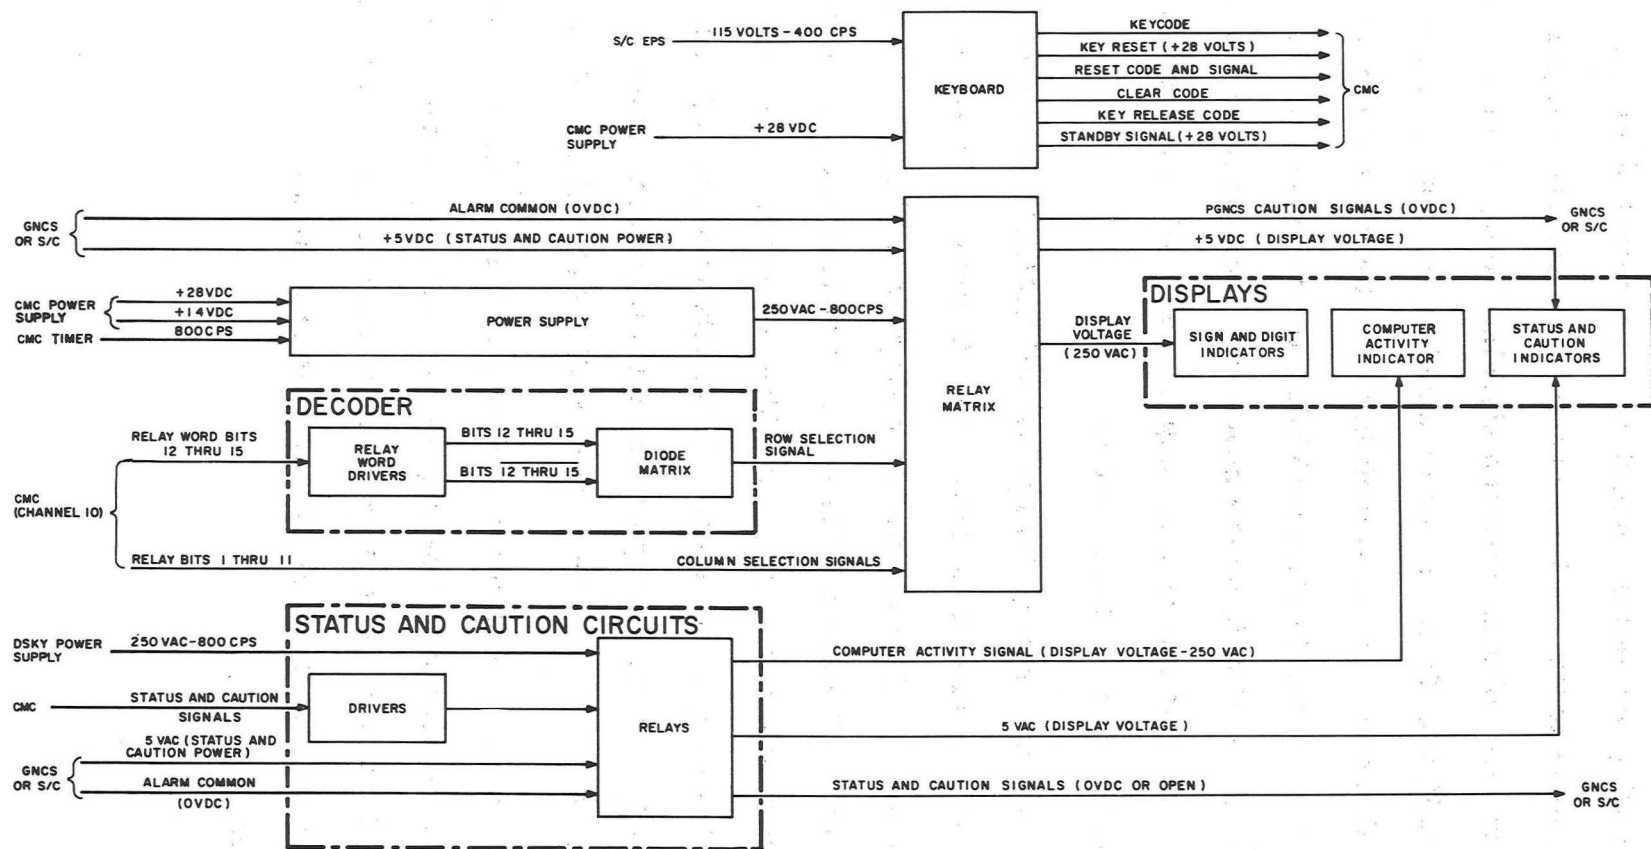 S/C EPS
115 VOLTS-400 CPS
CMC POWER
SUPPLY
+28 VDC
KEYBOARD
KEYCODE
KEY RESET (+28 VOLTS)
RESET CODE AND SIGNAL
CLEAR CODE
KEY RELEASE CODE
STANDBY SIGNAL (+28 VOLTS)
CMC
GNCS
OR S/C
ALARM COMMON (0VDC)
+5VDC (STATUS AND CAUTION POWER)
CMC POWER
SUPPLY
+28VDC
+14VDC
CMC TIMER
800CPS
POWER SUPPLY
250VAC-800CPS
RELAY
MATRIX
PGNCS CAUTION SIGNALS (0VDC)
GNCS
OR S/C
+5 VDC (DISPLAY VOLTAGE)
DISPLAY
VOLTAGE
(250 VAC)
DISPLAYS
SIGN AND DIGIT
INDICATORS
COMPUTER
ACTIVITY
INDICATOR
STATUS AND
CAUTION
INDICATORS
DECODER
RELAY WORD BITS
12 THRU 15
RELAY
WORD
DRIVERS
BITS 12 THRU 15
BITS 12 THRU 15
DIODE
MATRIX
ROW SELECTION
SIGNAL
CMC
(CHANNEL 10)
RELAY BITS 1 THRU 11
COLUMN SELECTION SIGNALS
STATUS AND CAUTION CIRCUITS
DSKY POWER
SUPPLY
250 VAC-800 CPS
CMC
STATUS AND CAUTION
SIGNALS
DRIVERS
RELAYS
GNCS
OR S/C
5 VAC (STATUS AND
CAUTION POWER)
ALARM COMMON
(0VDC)
COMPUTER ACTIVITY SIGNAL (DISPLAY VOLTAGE-250 VAC)
5 VAC (DISPLAY VOLTAGE)
STATUS AND CAUTION SIGNALS (0VDC OR OPEN)
GNCS
OR S/C